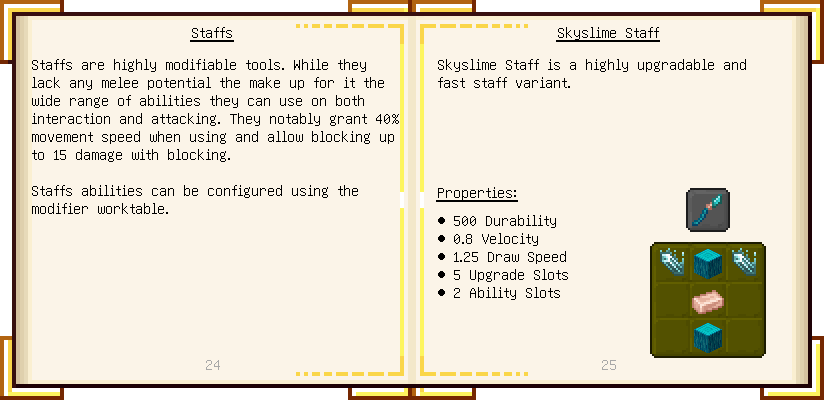 Staffs
Staffs are highly modifiable tools. While they
lack any melee potential the make up for it the
wide range of abilities they can use on both
interaction and attacking. They notably grant 40%
movement speed when using and allow blocking up
to 15 damage with blocking.
Staffs abilities can be configured using the
modifier worktable.
24
Skyslime Staff
Skyslime Staff is a highly upgradable and
fast staff variant.
Properties:
● 500 Durability
● 0.8 Velocity
● 1.25 Draw Speed
● 5 Upgrade Slots
● 2 Ability Slots
25